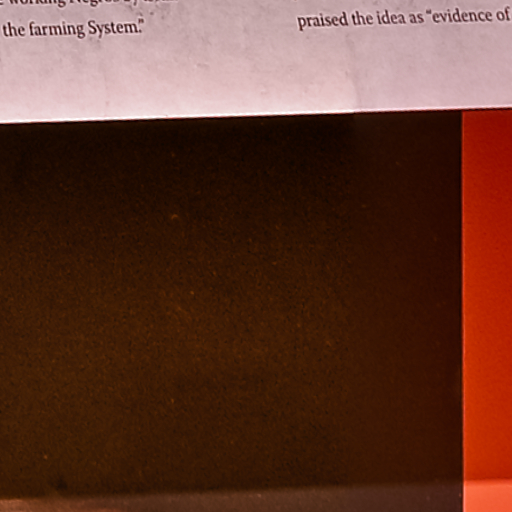 the farming System."
praised the idea as "evidence of